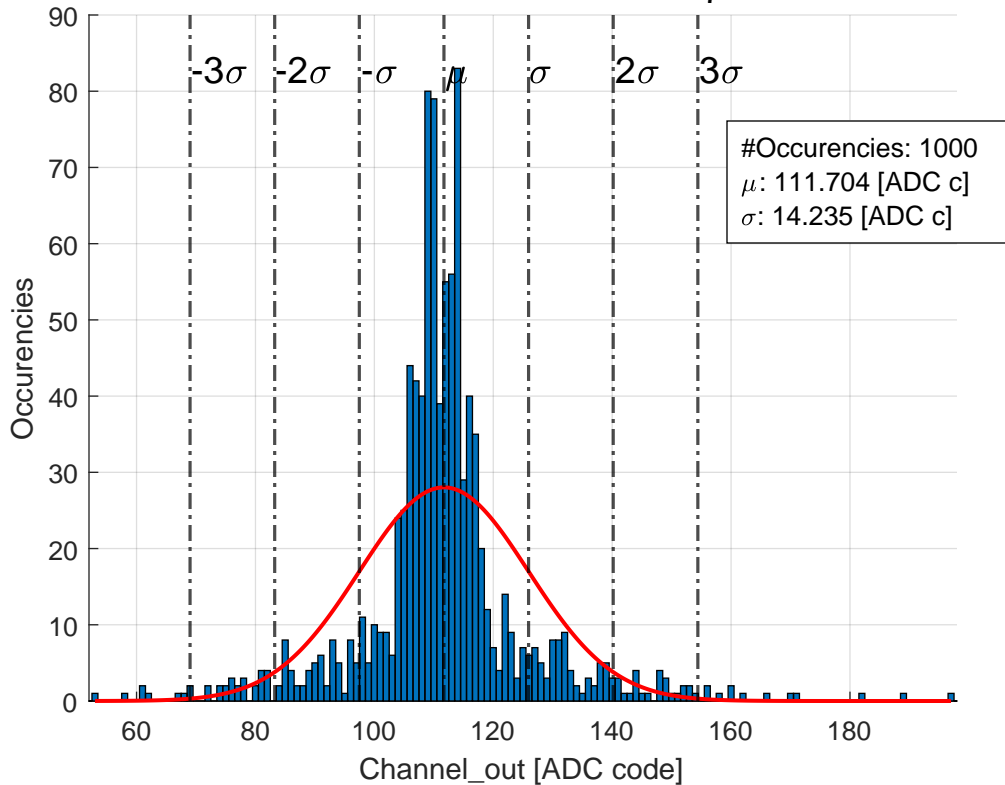 90
80
70
60
50
40
30
20
10
0
Occurencies
-3σ -2σ -σ μ σ 2σ 3σ
#Occurencies: 1000
μ: 111.704 [ADC c]
σ: 14.235 [ADC c]
60 80 100 120 140 160 180
Channel_out [ADC code]